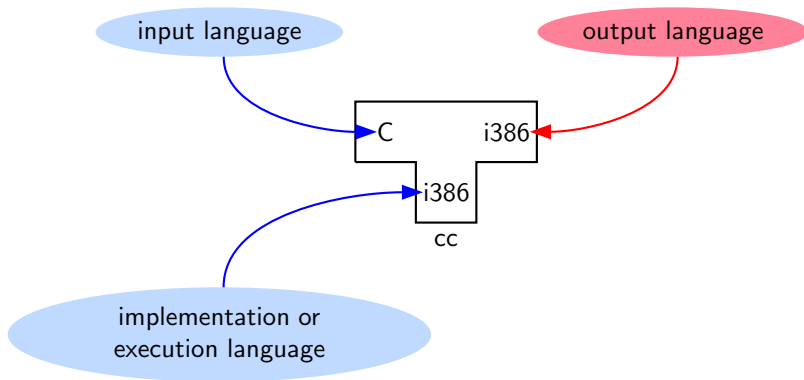 input language
output language
C
i386
i386
cc
implementation or
execution language